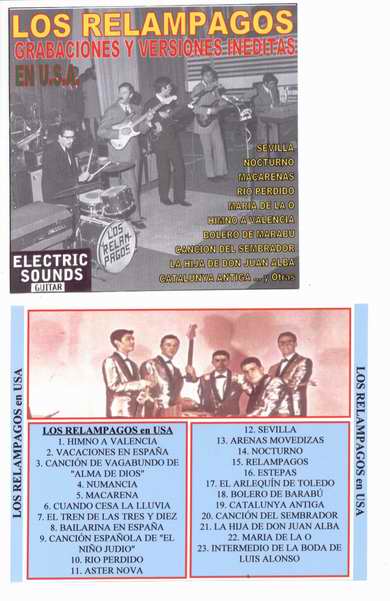 LOS RELAMPAGOS
GRABACIONES Y VERSIONES INEDITAS
EN U.S.A.
SEVILLA
NOCTURNO
MACARENAS
RIO PERDIDO
MARIA DE LA O
HIMNO A VALENCIA
BOLERO DE MARABU
CANCION DEL SEMBRADOR
LA HIJA DE DON JUAN ALBA
CATALUNYA ANTIGA ... y Otras
LOS
RELAM-
PAGOS
ELECTRIC
SOUNDS
GUITAR
LOS RELAMPAGOS en USA
LOS RELAMPAGOS en USA
1. HIMNO A VALENCIA
2. VACACIONES EN ESPAÑA
3. CANCIÓN DE VAGABUNDO DE
"ALMA DE DIOS"
4. NUMANCIA
5. MACARENA
6. CUANDO CESA LA LLUVIA
7. EL TREN DE LAS TRES Y DIEZ
8. BAILARINA EN ESPAÑA
9. CANCIÓN ESPAÑOLA DE "EL
NIÑO JUDIO"
10. RIO PERDIDO
11. ASTER NOVA
12. SEVILLA
13. ARENAS MOVEDIZAS
14. NOCTURNO
15. RELAMPAGOS
16. ESTEPAS
17. EL ARLEQUÍN DE TOLEDO
18. BOLERO DE BARABÚ
19. CATALUNYA ANTIGA
20. CANCIÓN DEL SEMBRADOR
21. LA HIJA DE DON JUAN ALBA
22. MARIA DE LA O
23. INTERMEDIO DE LA BODA DE
LUIS ALONSO
LOS RELAMPAGOS en USA